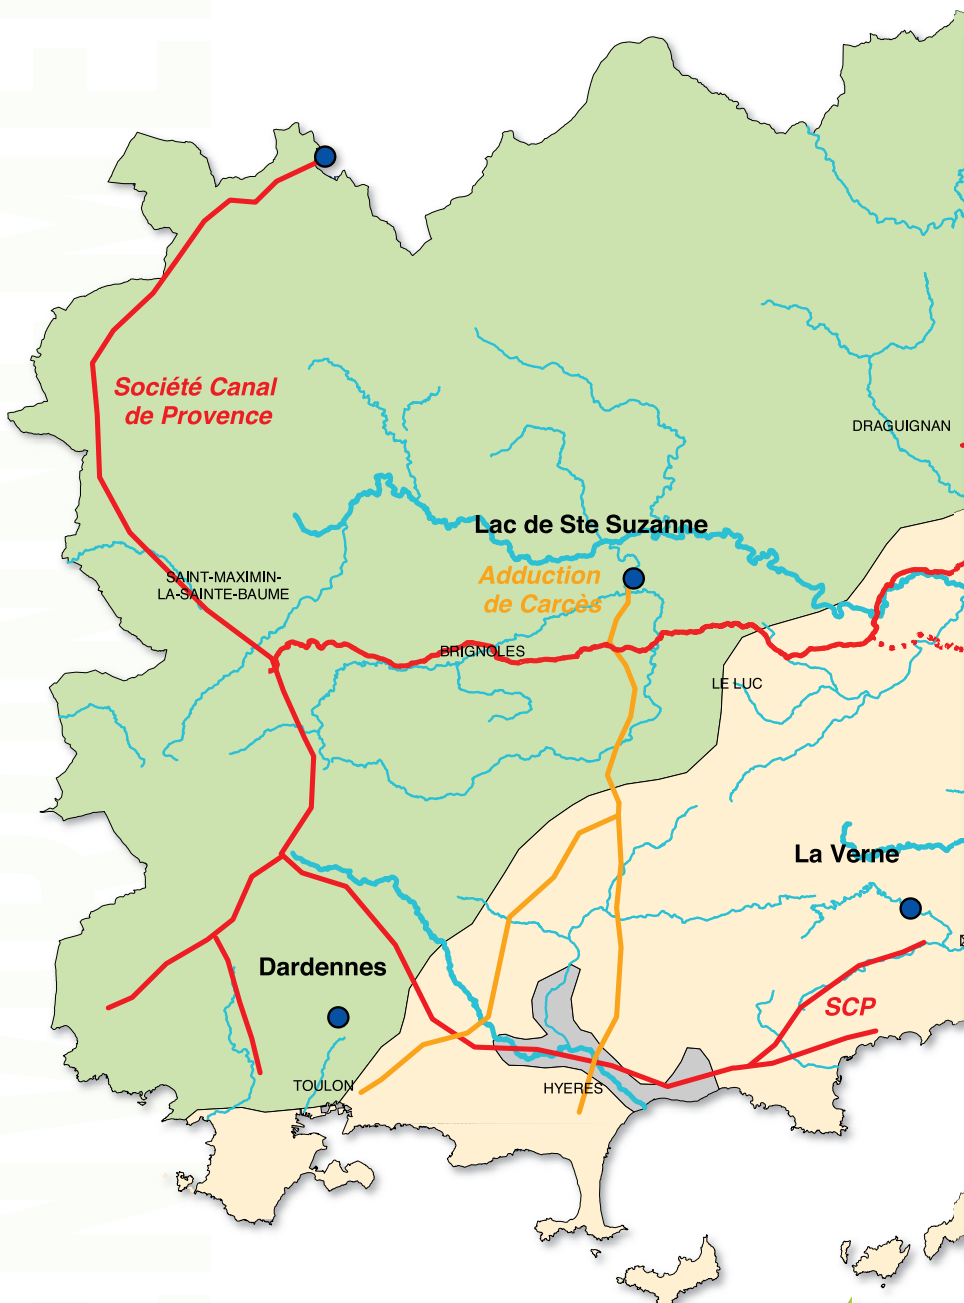 Société Canal
de Provence
DRAGUIGNAN
Lac de Ste Suzanne
Adduction
de Carcès
SAINT-MAXIMIN-
LA-SAINTE-BAUME
BRIGNOLES
LE LUC
La Verne
Dardennes
SCP
TOULON
HYERES